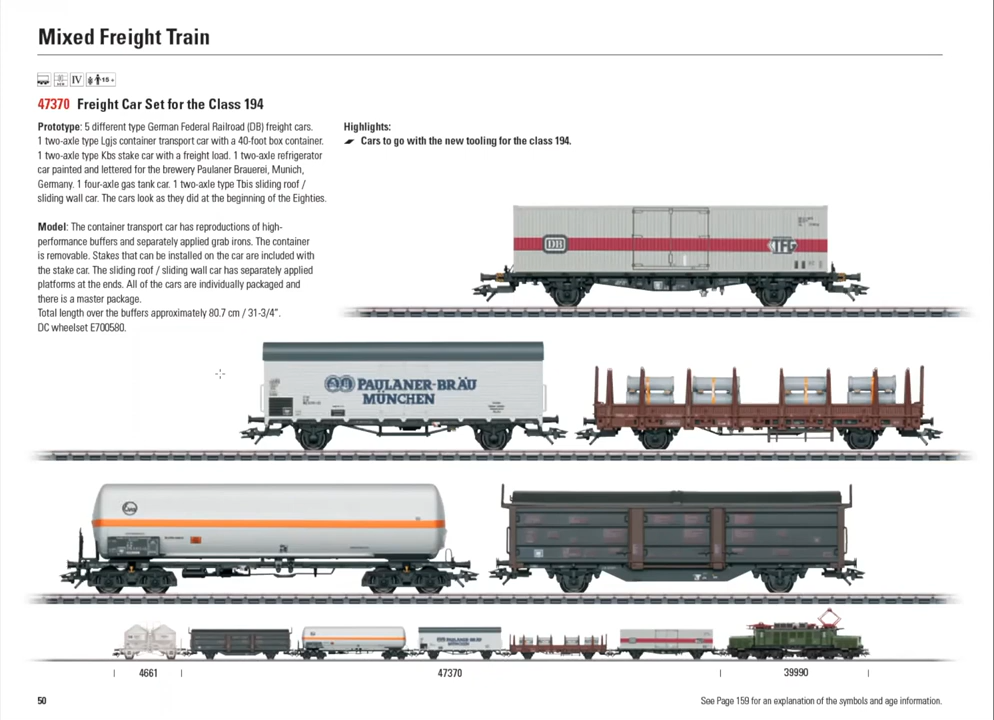 Mixed Freight Train
IV
15 +
47370 Freight Car Set for the Class 194
Prototype: 5 different type German Federal Railroad (DB) freight cars.
1 two-axle type Lgjs container transport car with a 40-foot box container.
1 two-axle type Kbs stake car with a freight load. 1 two-axle refrigerator
car painted and lettered for the brewery Paulaner Brauerei, Munich,
Germany. 1 four-axle gas tank car. 1 two-axle type Tbis sliding roof /
sliding wall car. The cars look as they did at the beginning of the Eighties.
Model: The container transport car has reproductions of high-
performance buffers and separately applied grab irons. The container
is removable. Stakes that can be installed on the car are included with
the stake car. The sliding roof / sliding wall car has separately applied
platforms at the ends. All of the cars are individually packaged and
there is a master package.
Total length over the buffers approximately 80.7 cm / 31-3/4".
DC wheelset E700580.
Highlights:
Cars to go with the new tooling for the class 194.
DB
TFG
PAULANER-BRÄU
MÜNCHEN
PAULANER-BRÄU
MÜNCHEN
4661
47370
39990
50
See Page 159 for an explanation of the symbols and age information.